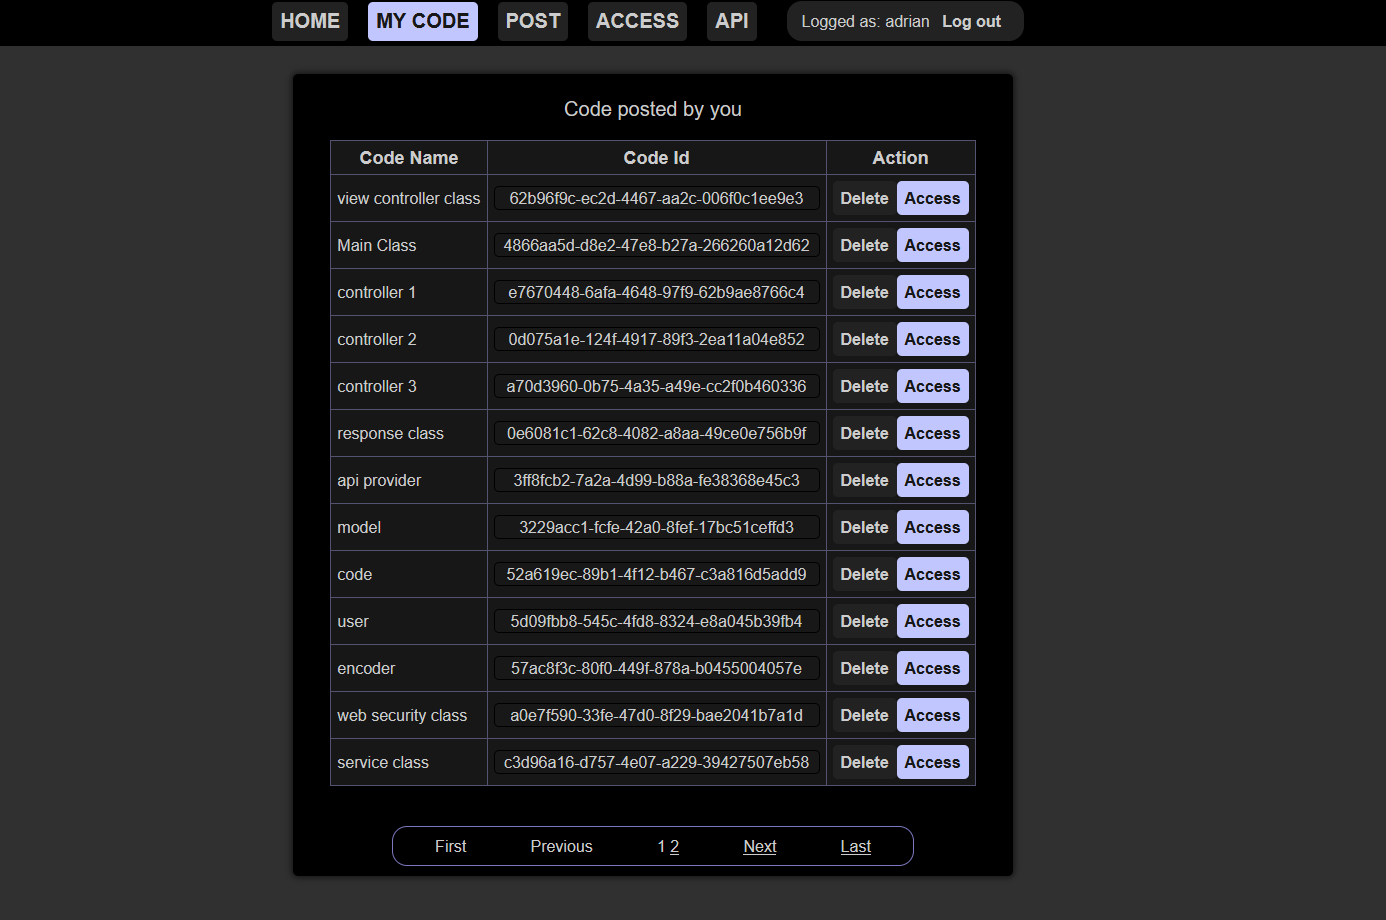 HOME MY CODE POST ACCESS API Logged as: adrian Log out
Code posted by you
Code Name Code Id Action
view controller class 62b96f9c-ec2d-4467-aa2c-006f0c1ee9e3 Delete Access
Main Class 4866aa5d-d8e2-47e8-b27a-266260a12d62 Delete Access
controller 1 e7670448-6afa-4648-97f9-62b9ae8766c4 Delete Access
controller 2 0d075a1e-124f-4917-89f3-2ea11a04e852 Delete Access
controller 3 a70d3960-0b75-4a35-a49e-cc2f0b460336 Delete Access
response class 0e6081c1-62c8-4082-a8aa-49ce0e756b9f Delete Access
api provider 3ff8fcb2-7a2a-4d99-b88a-fe38368e45c3 Delete Access
model 3229acc1-fcfe-42a0-8fef-17bc51ceffd3 Delete Access
code 52a619ec-89b1-4f12-b467-c3a816d5add9 Delete Access
user 5d09fbb8-545c-4fd8-8324-e8a045b39fb4 Delete Access
encoder 57ac8f3c-80f0-449f-878a-b0455004057e Delete Access
web security class a0e7f590-33fe-47d0-8f29-bae2041b7a1d Delete Access
service class c3d96a16-d757-4e07-a229-39427507eb58 Delete Access
First Previous 1 2 Next Last